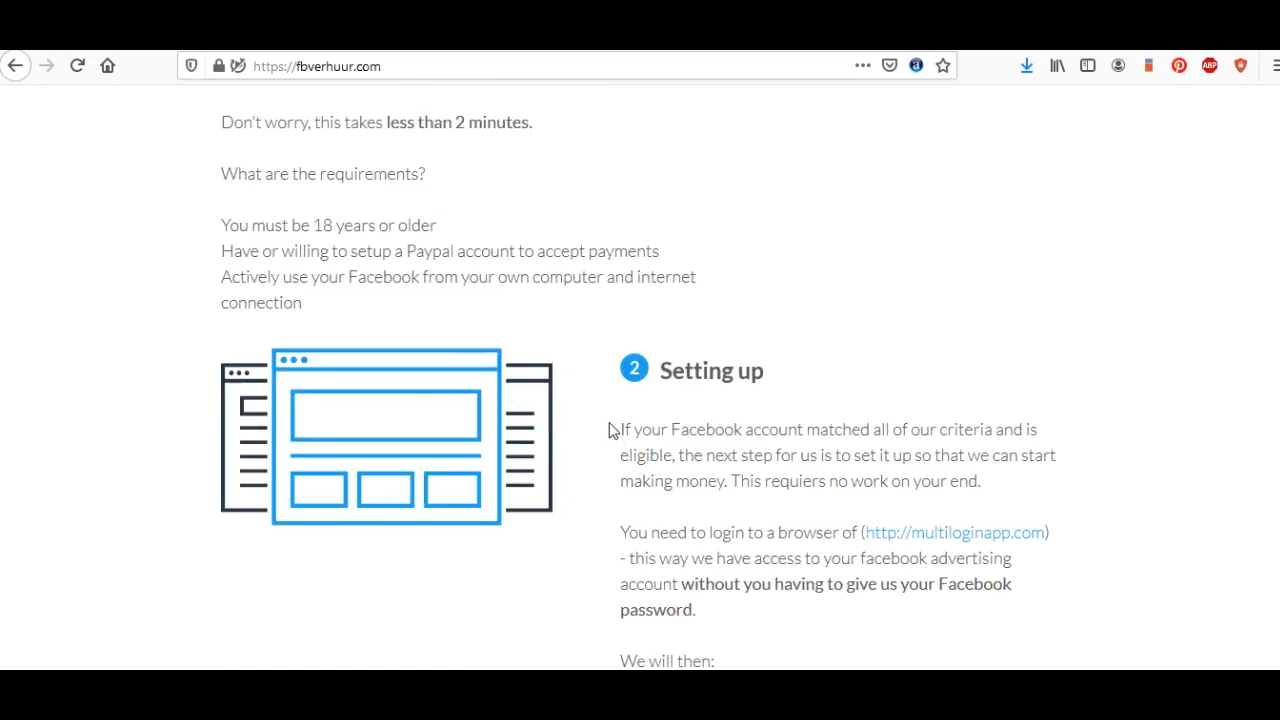 https://fbverhuur.com
ABP
Don't worry, this takes less than 2 minutes.
What are the requirements?
You must be 18 years or older
Have or willing to setup a Paypal account to accept payments
Actively use your Facebook from your own computer and internet
connection
2 Setting up
If your Facebook account matched all of our criteria and is
eligible, the next step for us is to set it up so that we can start
making money. This requiers no work on your end.
You need to login to a browser of (http://multiloginapp.com)
- this way we have access to your facebook advertising
account without you having to give us your Facebook
password.
We will then: